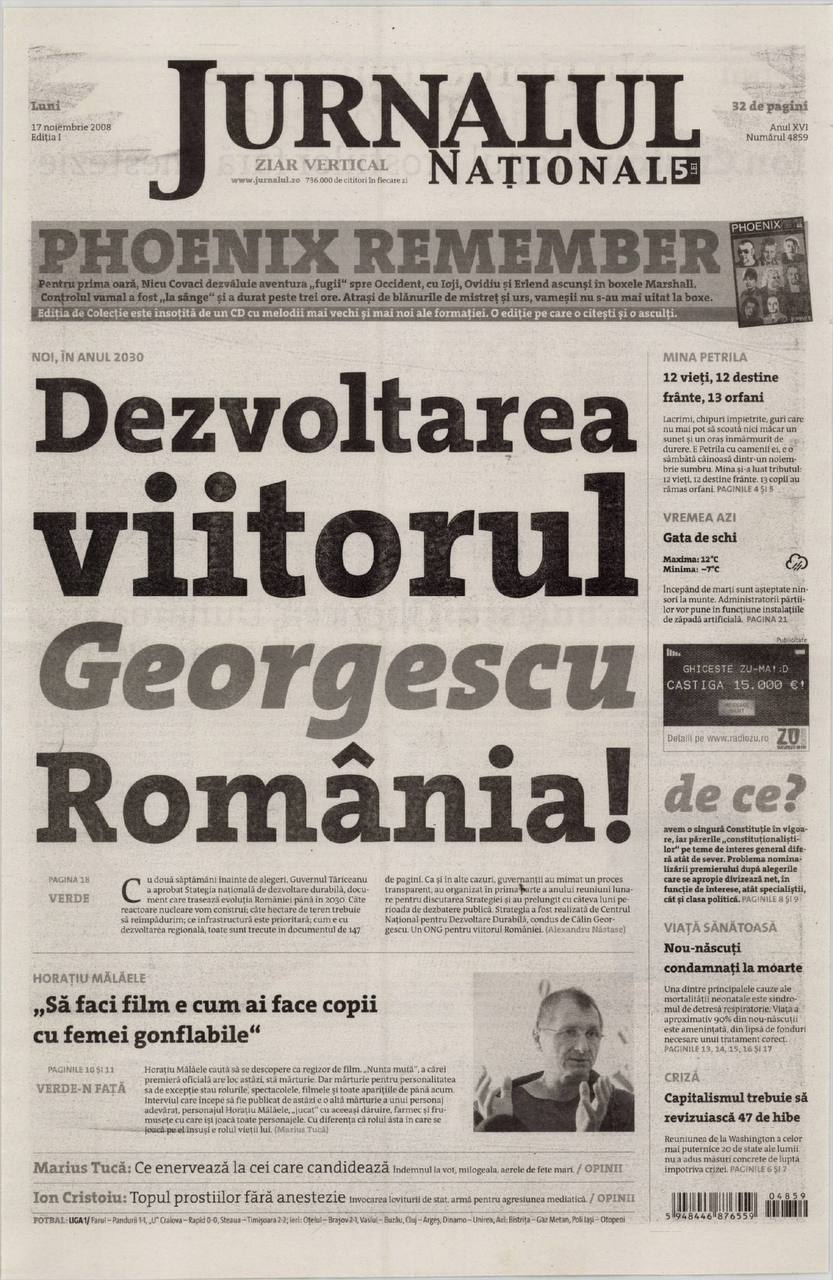 Luni
17 noiembrie 2008
Ediția I
JURNALUL
NAȚIONAL
5 LEI
ZIAR VERTICAL
www.jurnalul.ro 736.000 de cititori în fiecare zi
32 de pagini
Anul XVI
Numărul 4859
PHOENIX REMEMBER
Pentru prima oară, Nicu Covaci dezvăluie aventura „fugii“ spre Occident, cu Ioji, Ovidiu și Erlend ascunși în boxele Marshall.
Controlul vamal a fost „la sânge“ și a durat peste trei ore. Atrași de blănurile de mistreț și urs, vameșii nu s-au mai uitat la boxe.
Ediția de Colecție este însoțită de un CD cu melodii mai vechi și mai noi ale formației. O ediție pe care o citești și o asculți.
PHOENIX
NOI, ÎN ANUL 2030
Dezvoltarea
viitorul
Georgescu
România!
PAGINA 18
VERDE
Cu două săptămâni înainte de alegeri, Guvernul Tăriceanu
a aprobat Stategia națională de dezvoltare durabilă, docu-
ment care trasează evoluția României până în 2030. Câte
reactoare nucleare vom construi; câte hectare de teren trebuie
să reîmpădurim; ce infrastructură este prioritară; cum e cu
dezvoltarea regională, toate sunt trecute în documentul de 147
de pagini. Ca și în alte cazuri, guvernanții au mimat un proces
transparent, au organizat în prima parte a anului reuniuni luna-
re pentru discutarea Strategiei și au prelungit cu câteva luni pe-
rioada de dezbatere publică. Strategia a fost realizată de Centrul
Național pentru Dezvoltare Durabilă, condus de Călin Geor-
gescu. Un ONG pentru viitorul României. (Alexandru Năstase)
HORAȚIU MĂLĂELE
„Să faci film e cum ai face copii
cu femei gonflabile“
PAGINILE 10 ȘI 11
VERDE-N FAȚĂ
Horațiu Mălăele caută să se descopere ca regizor de film. „Nunta mută“, a cărei
premieră oficială are loc astăzi, stă mărturie. Dar mărturie pentru personalitatea
sa de excepție stau rolurile, spectacolele, filmele și toate aparițiile de până acum.
Interviul care începe să fie publicat de astăzi e o altă mărturie a unui personaj
adevărat, personajul Horațiu Mălăele, „jucat“ cu aceeași dăruire, farmec și fru-
musețe cu care își joacă toate personajele. Cu diferența că rolul ăsta în care se
joacă pe el însuși e rolul vieții lui. (Marius Tucă)
Marius Tucă: Ce enervează la cei care candidează Îndemnul la vot, milogeala, aerele de fete mari. / OPINII
Ion Cristoiu: Topul prostiilor fără anestezie Invocarea loviturii de stat, armă pentru agresiunea mediatică. / OPINII
FOTBAL: LIGA 1/ Farul – Pandurii 1-1, „U“ Craiova – Rapid 0-0, Steaua – Timișoara 2-2; ieri: Oțelul – Brașov 2-1, Vaslui – Buzău, Cluj – Argeș, Dinamo – Unirea, Azi: Bistrița – Gaz Metan, Poli Iași – Otopeni
MINA PETRILA
12 vieți, 12 destine
frânte, 13 orfani
Lacrimi, chipuri împietrite, guri care
nu mai pot să scoată nici măcar un
sunet și un oraș înmărmurit de
durere. E Petrila cu oamenii ei, e o
sâmbătă câinoasă dintr-un noiem-
brie sumbru. Mina și-a luat tributul:
12 vieți, 12 destine frânte. 13 copii au
rămas orfani. PAGINILE 4 ȘI 5
VREMEA AZI
Gata de schi
Maxima: 12°C
Minima: –7°C
Începând de marți sunt așteptate nin-
sori la munte. Administratorii pârtii-
lor vor pune în funcțiune instalațiile
de zăpadă artificială. PAGINA 21
Publicitate
GHICESTE ZU-MA!:D
CASTIGA 15.000 €!
Detalii pe www.radiozu.ro
ZU
de ce?
avem o singură Constituție în vigoa-
re, iar părerile „constituționaliști-
lor“ pe teme de interes general dife-
ră atât de sever. Problema nomina-
lizării premierului după alegerile
care se apropie divizează net, în
funcție de interese, atât specialiștii,
cât și clasa politică. PAGINILE 8 ȘI 9
VIAȚĂ SĂNĂTOASĂ
Nou-născuți
condamnați la moarte
Una dintre principalele cauze ale
mortalității neonatale este sindro-
mul de detresă respiratorie. Viața a
aproximativ 90% din nou-născuții
este amenințată, din lipsă de fonduri
necesare unui tratament corect.
PAGINILE 13, 14, 15, 16 ȘI 17
CRIZĂ
Capitalismul trebuie să
revizuiască 47 de hibe
Reuniunea de la Washington a celor
mai puternice 20 de state ale lumii
nu a adus măsuri concrete de luptă
împotriva crizei. PAGINILE 6 ȘI 7
04859
5 948446 876559